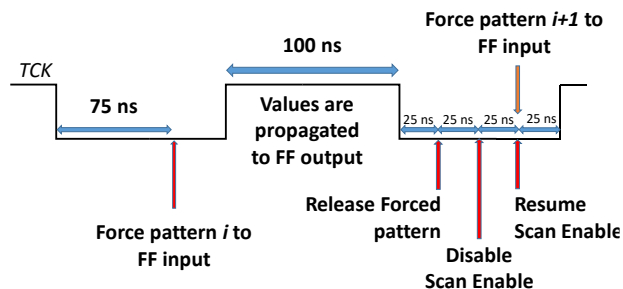 Force pattern i+1 to
FF input
100 ns
TCK
75 ns
Values are
propagated
to FF output
25 ns
25 ns
25 ns
25 ns
Release Forced
pattern
Resume
Scan Enable
Force pattern i to
FF input
Disable
Scan Enable